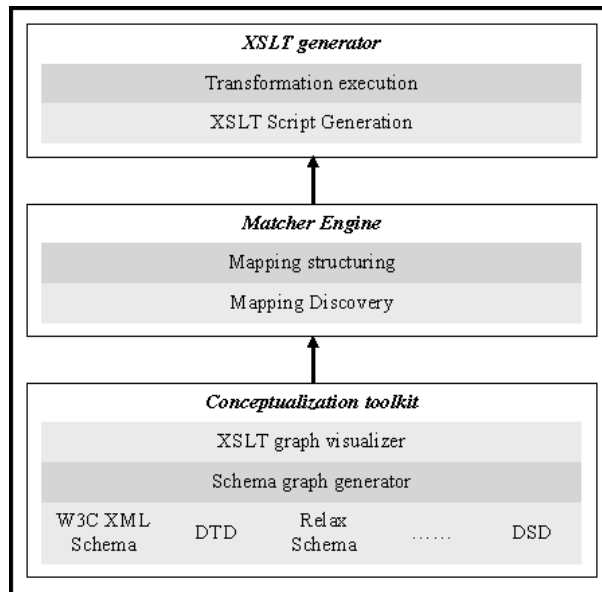 XSLT generator
Transformation execution
XSLT Script Generation
Matcher Engine
Mapping structuring
Mapping Discovery
Conceptualization toolkit
XSLT graph visualizer
Schema graph generator
W3C XML
Schema
DTD
Relax
Schema
......
DSD